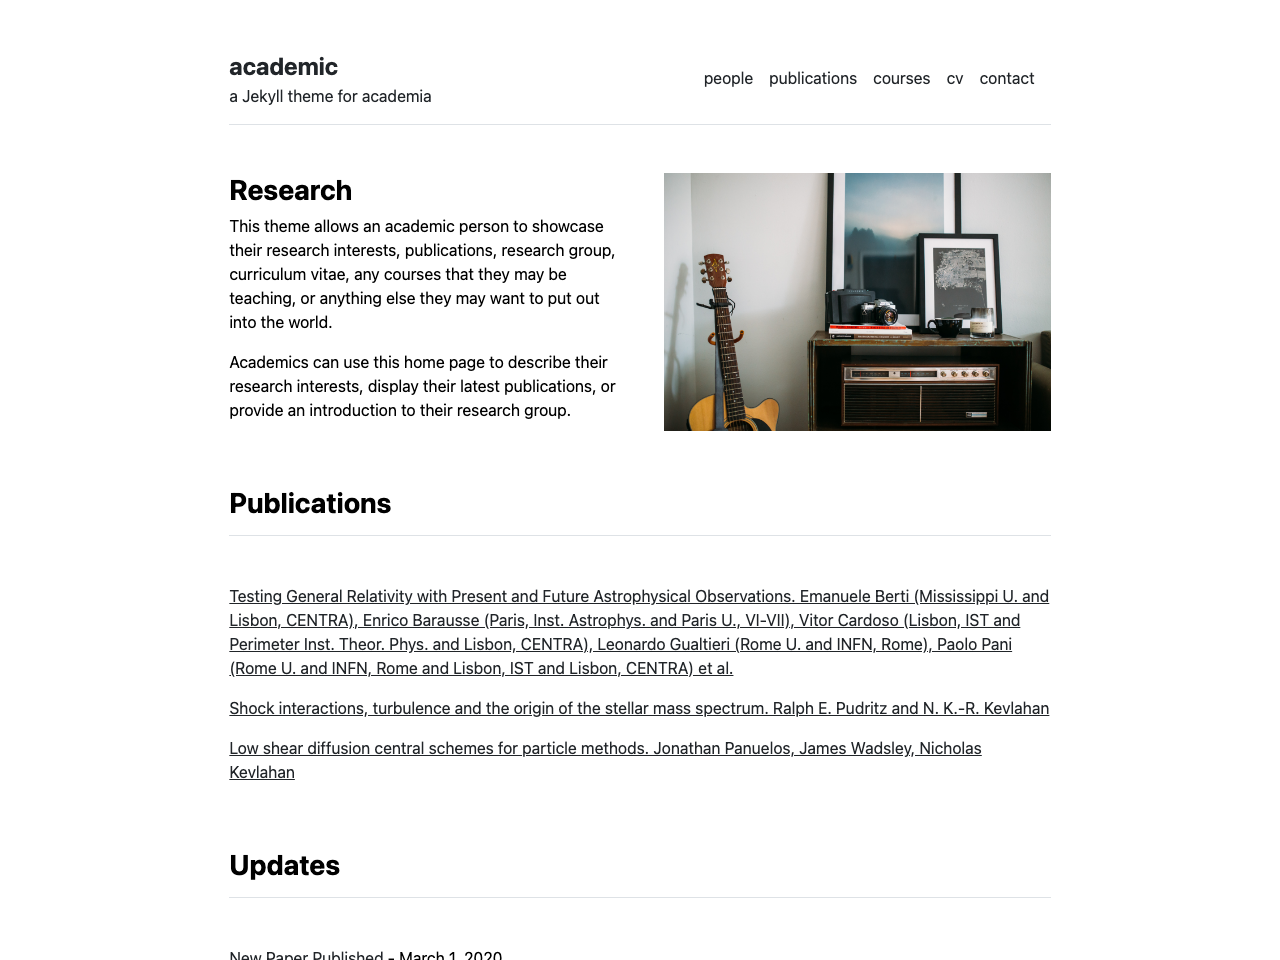 academic
a Jekyll theme for academia
people publications courses cv contact
Research
This theme allows an academic person to showcase
their research interests, publications, research group,
curriculum vitae, any courses that they may be
teaching, or anything else they may want to put out
into the world.
Academics can use this home page to describe their
research interests, display their latest publications, or
provide an introduction to their research group.
Publications
Testing General Relativity with Present and Future Astrophysical Observations. Emanuele Berti (Mississippi U. and
Lisbon, CENTRA), Enrico Barausse (Paris, Inst. Astrophys. and Paris U., VI-VII), Vitor Cardoso (Lisbon, IST and
Perimeter Inst. Theor. Phys. and Lisbon, CENTRA), Leonardo Gualtieri (Rome U. and INFN, Rome), Paolo Pani
(Rome U. and INFN, Rome and Lisbon, IST and Lisbon, CENTRA) et al.
Shock interactions, turbulence and the origin of the stellar mass spectrum. Ralph E. Pudritz and N. K.-R. Kevlahan
Low shear diffusion central schemes for particle methods. Jonathan Panuelos, James Wadsley, Nicholas
Kevlahan
Updates
New Paper Published - March 1, 2020